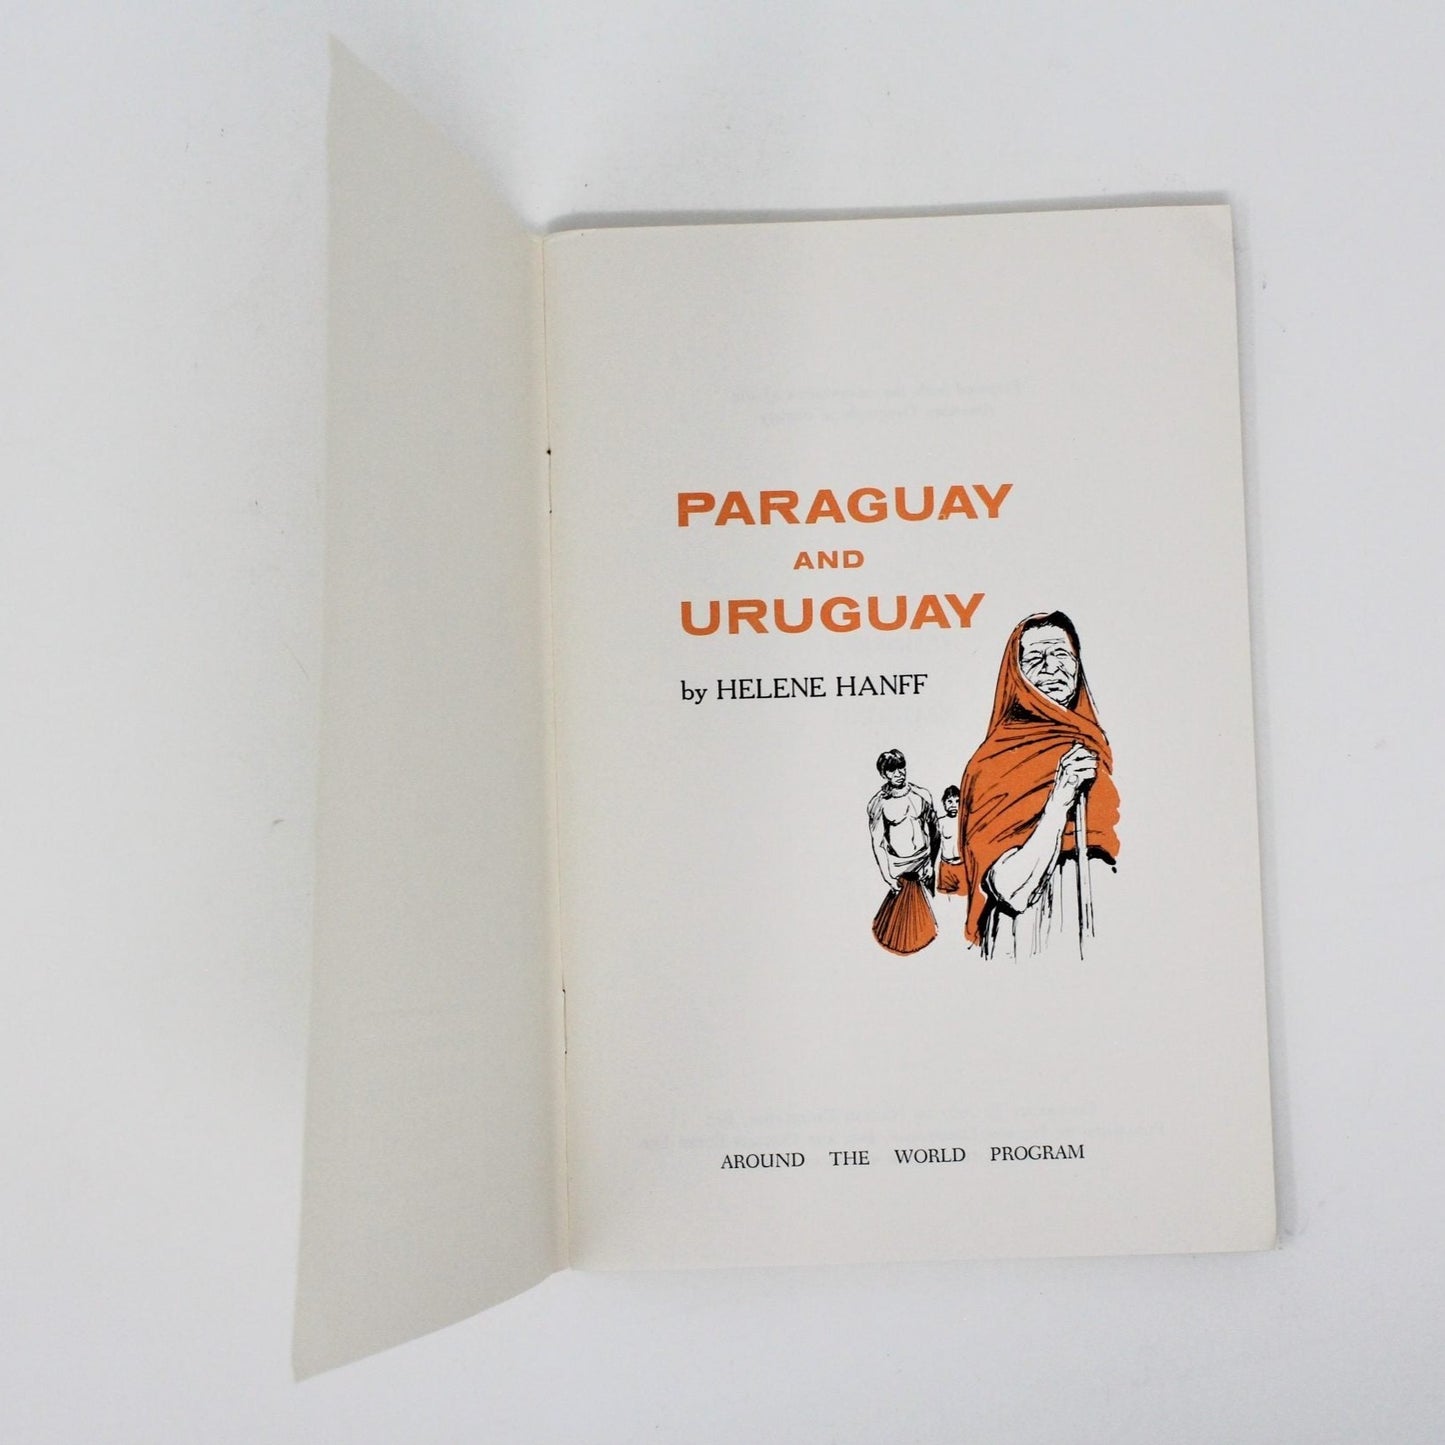 PARAGUAY
AND
URUGUAY
by HELENE HANFF
AROUND THE WORLD PROGRAM